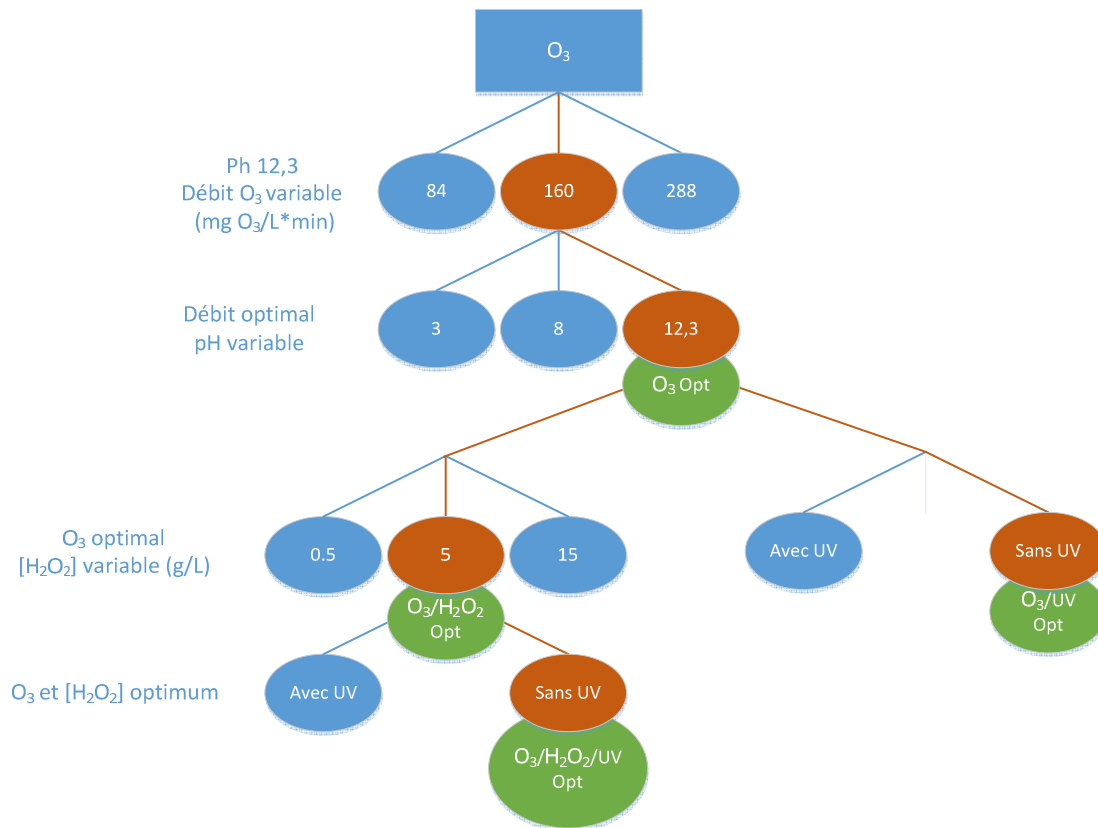 O₃
Ph 12,3
Débit O₃ variable
(mg O₃/L*min)
84
160
288
Débit optimal
pH variable
3
8
12,3
O₃ Opt
O₃ optimal
[H₂O₂] variable (g/L)
0.5
5
15
O₃/H₂O₂
Opt
Avec UV
Sans UV
O₃/UV
Opt
O₃ et [H₂O₂] optimum
Avec UV
Sans UV
O₃/H₂O₂/UV
Opt